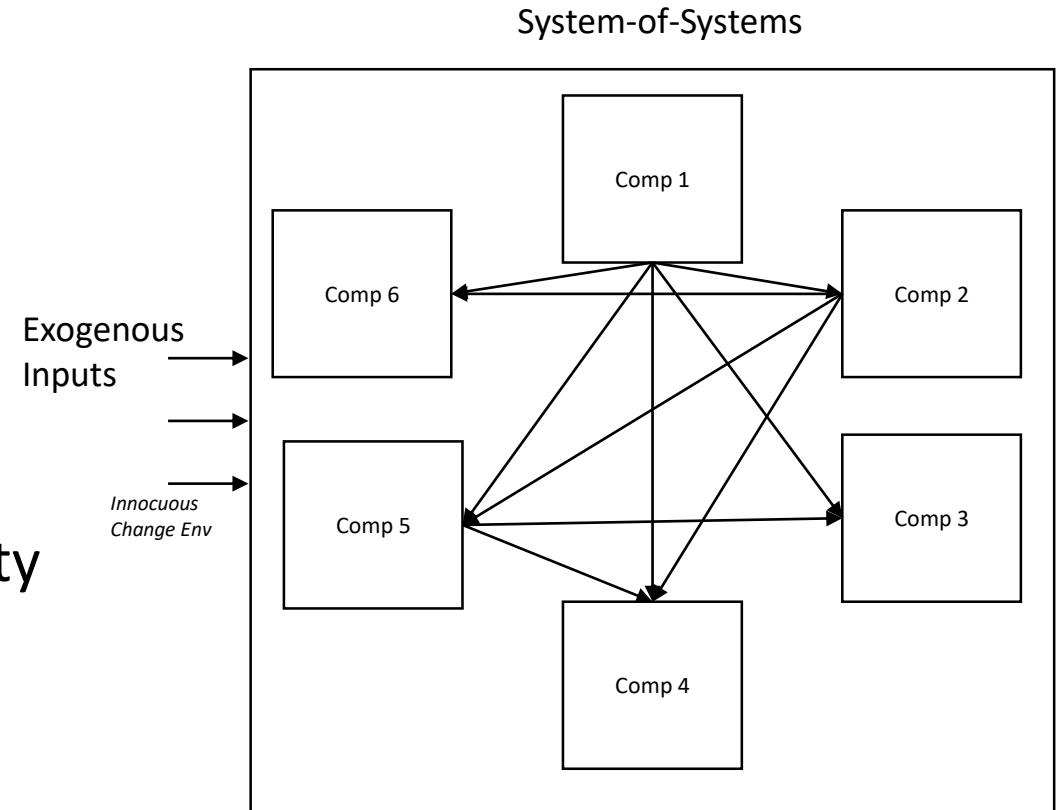 System-of-Systems
Comp 1
Comp 6
Comp 2
Exogenous
Inputs
Innocuous
Change Env
Comp 5
Comp 3
ty
Comp 4